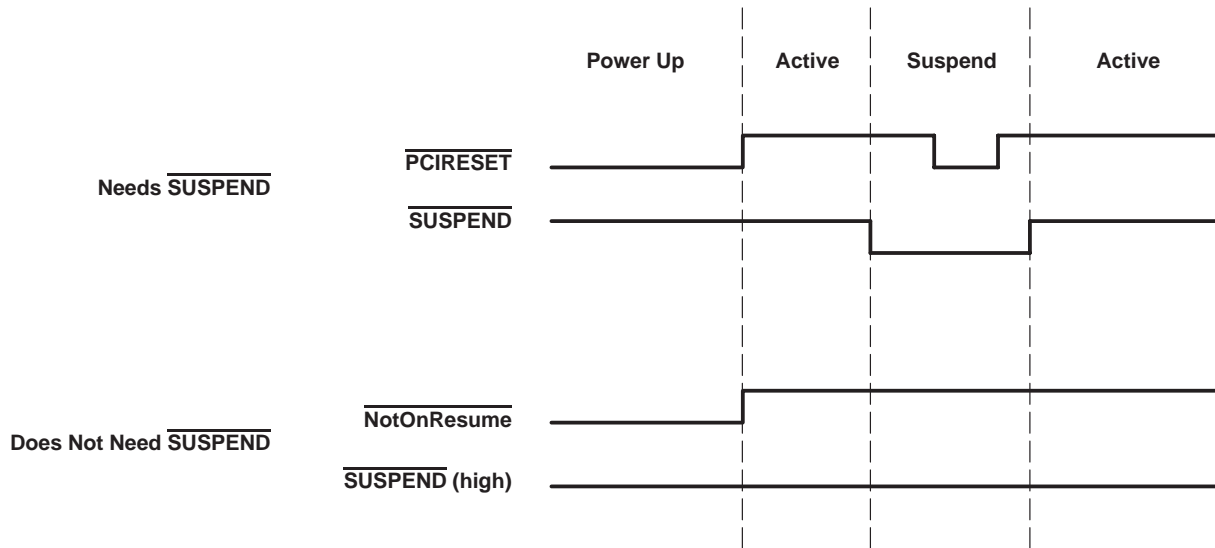 Power Up Active Suspend Active
PCIRESET
Needs SUSPEND
SUSPEND
NotOnResume
Does Not Need SUSPEND
SUSPEND (high)